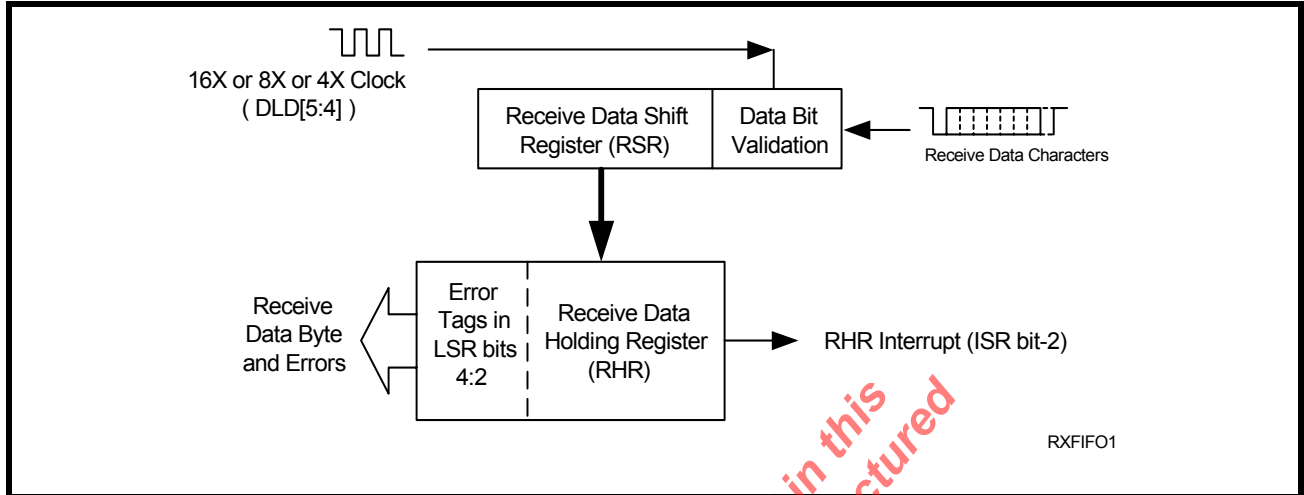 16X or 8X or 4X Clock
( DLD[5:4] )
Receive Data Shift
Register (RSR)
Data Bit
Validation
Receive Data Characters
Receive
Data Byte
and Errors
Error
Tags in
LSR bits
4:2
Receive Data
Holding Register
(RHR)
RHR Interrupt (ISR bit-2)
in this
RXFIFO1